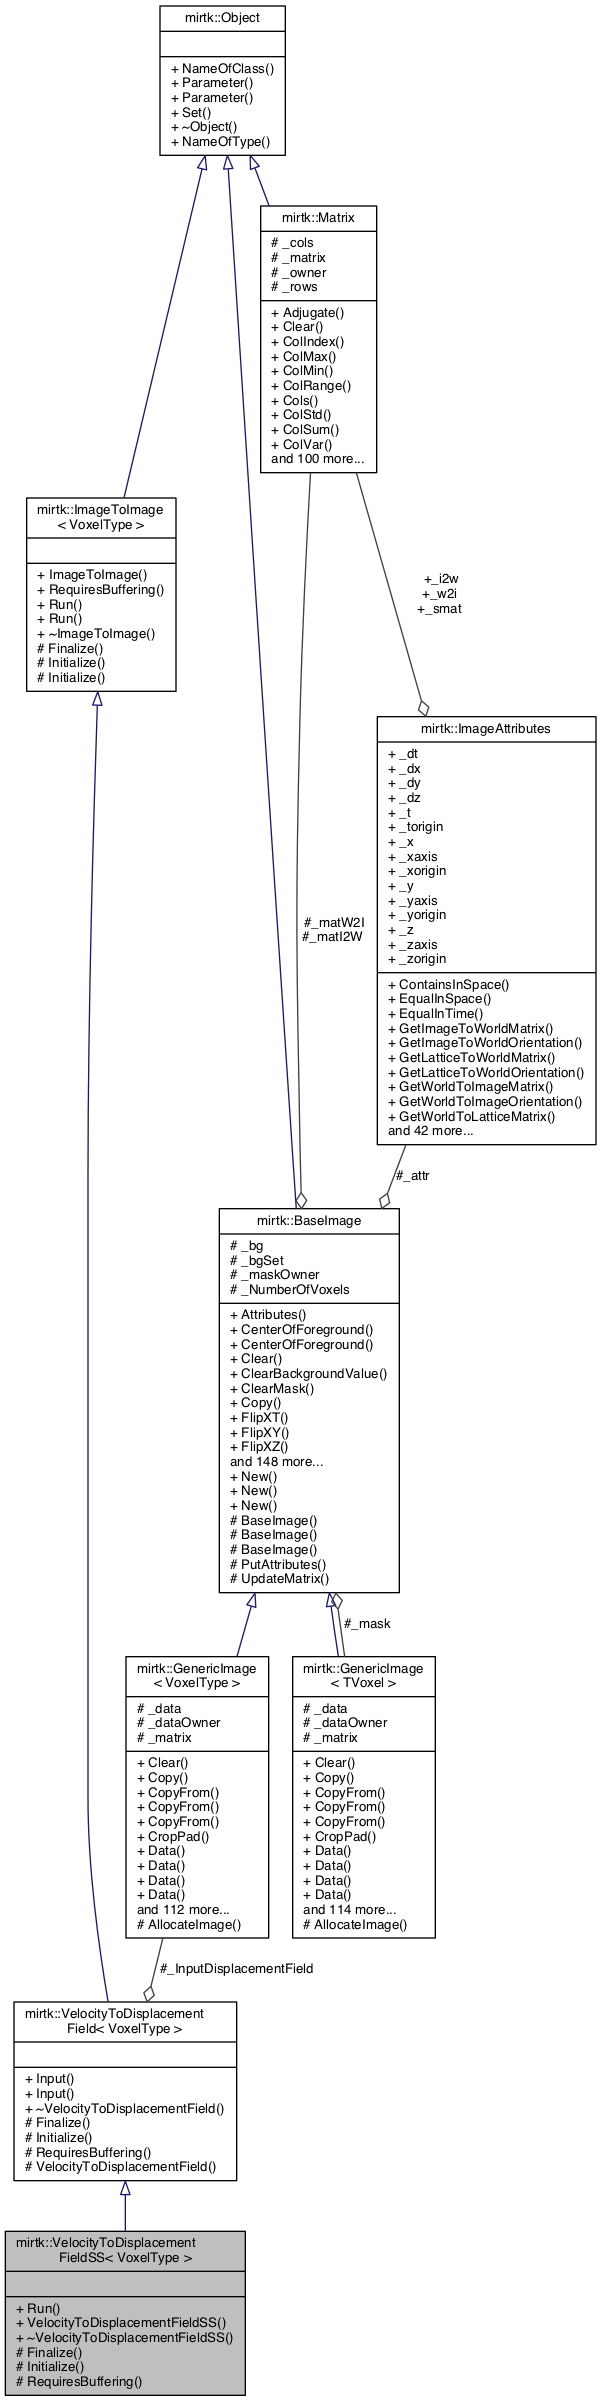 mirtk::Object
+ NameOfClass()
+ Parameter()
+ Parameter()
+ Set()
+ ~Object()
+ NameOfType()
mirtk::Matrix
# _cols
# _matrix
# _owner
# _rows
+ Adjugate()
+ Clear()
+ ColIndex()
+ ColMax()
+ ColMin()
+ ColRange()
+ Cols()
+ ColStd()
+ ColSum()
+ ColVar()
and 100 more...
mirtk::ImageToImage
< VoxelType >
+ ImageToImage()
+ RequiresBuffering()
+ Run()
+ Run()
+ ~ImageToImage()
# Finalize()
# Initialize()
# Initialize()
+_i2w
+_w2i
+_smat
mirtk::ImageAttributes
+ _dt
+ _dx
+ _dy
+ _dz
+ _t
+ _torigin
+ _x
+ _xaxis
+ _xorigin
+ _y
+ _yaxis
+ _yorigin
+ _z
+ _zaxis
+ _zorigin
+ ContainsInSpace()
+ EqualInSpace()
+ EqualInTime()
+ GetImageToWorldMatrix()
+ GetImageToWorldOrientation()
+ GetLatticeToWorldMatrix()
+ GetLatticeToWorldOrientation()
+ GetWorldToImageMatrix()
+ GetWorldToImageOrientation()
+ GetWorldToLatticeMatrix()
and 42 more...
#_matW2I
#_matI2W
#_attr
mirtk::BaseImage
# _bg
# _bgSet
# _maskOwner
# _NumberOfVoxels
+ Attributes()
+ CenterOfForeground()
+ CenterOfForeground()
+ Clear()
+ ClearBackgroundValue()
+ ClearMask()
+ Copy()
+ FlipXT()
+ FlipXY()
+ FlipXZ()
and 148 more...
+ New()
+ New()
+ New()
# BaseImage()
# BaseImage()
# BaseImage()
# PutAttributes()
# UpdateMatrix()
#_mask
mirtk::GenericImage
< VoxelType >
# _data
# _dataOwner
# _matrix
+ Clear()
+ Copy()
+ CopyFrom()
+ CopyFrom()
+ CopyFrom()
+ CropPad()
+ Data()
+ Data()
+ Data()
+ Data()
and 112 more...
# AllocateImage()
mirtk::GenericImage
< TVoxel >
# _data
# _dataOwner
# _matrix
+ Clear()
+ Copy()
+ CopyFrom()
+ CopyFrom()
+ CopyFrom()
+ CropPad()
+ Data()
+ Data()
+ Data()
+ Data()
and 114 more...
# AllocateImage()
#_InputDisplacementField
mirtk::VelocityToDisplacement
Field< VoxelType >
+ Input()
+ Input()
+ ~VelocityToDisplacementField()
# Finalize()
# Initialize()
# RequiresBuffering()
# VelocityToDisplacementField()
mirtk::VelocityToDisplacement
FieldSS< VoxelType >
+ Run()
+ VelocityToDisplacementFieldSS()
+ ~VelocityToDisplacementFieldSS()
# Finalize()
# Initialize()
# RequiresBuffering()